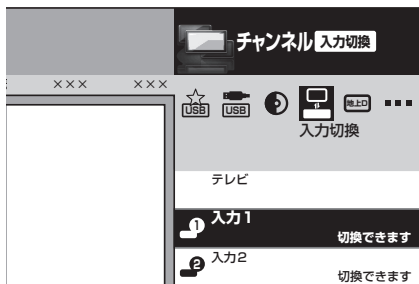 チャンネル 入力切換
××× ×××
USB USB 地上D
入力切換
テレビ
1 入力1
切換できます
2 入力2
切換できます